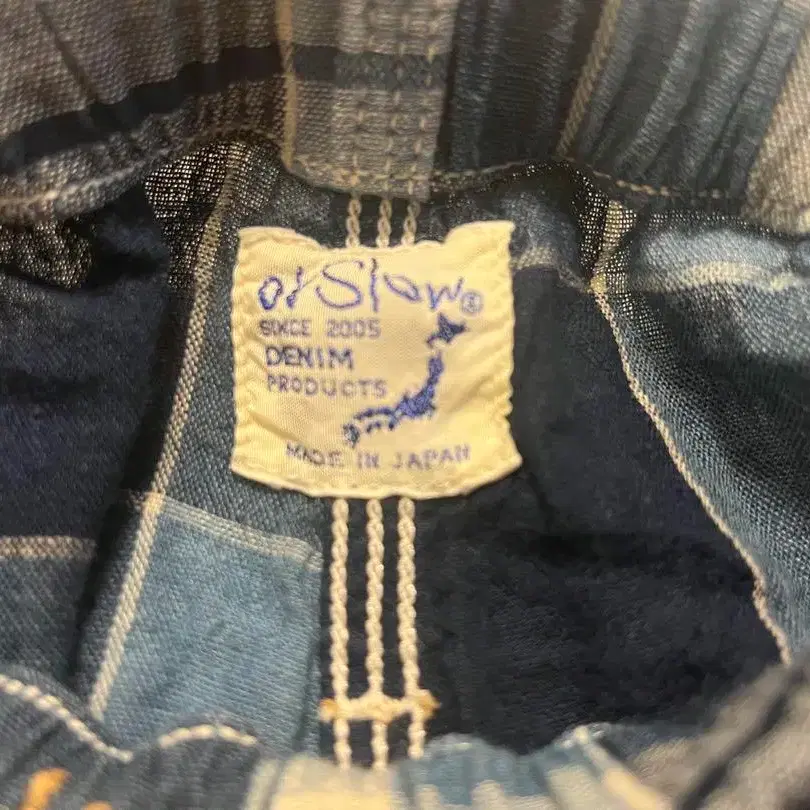 orSlow®
SINCE 2005
DENIM
PRODUCTS
MADE IN JAPAN